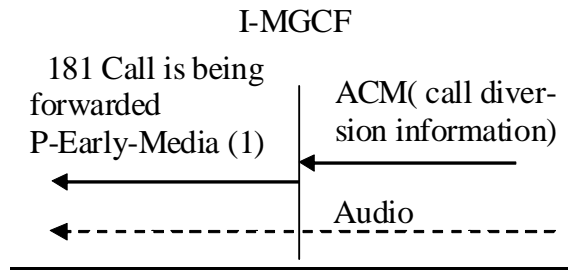 I-MGCF
181 Call is being
forwarded
P-Early-Media (1)
ACM( call diver-
sion information)
Audio